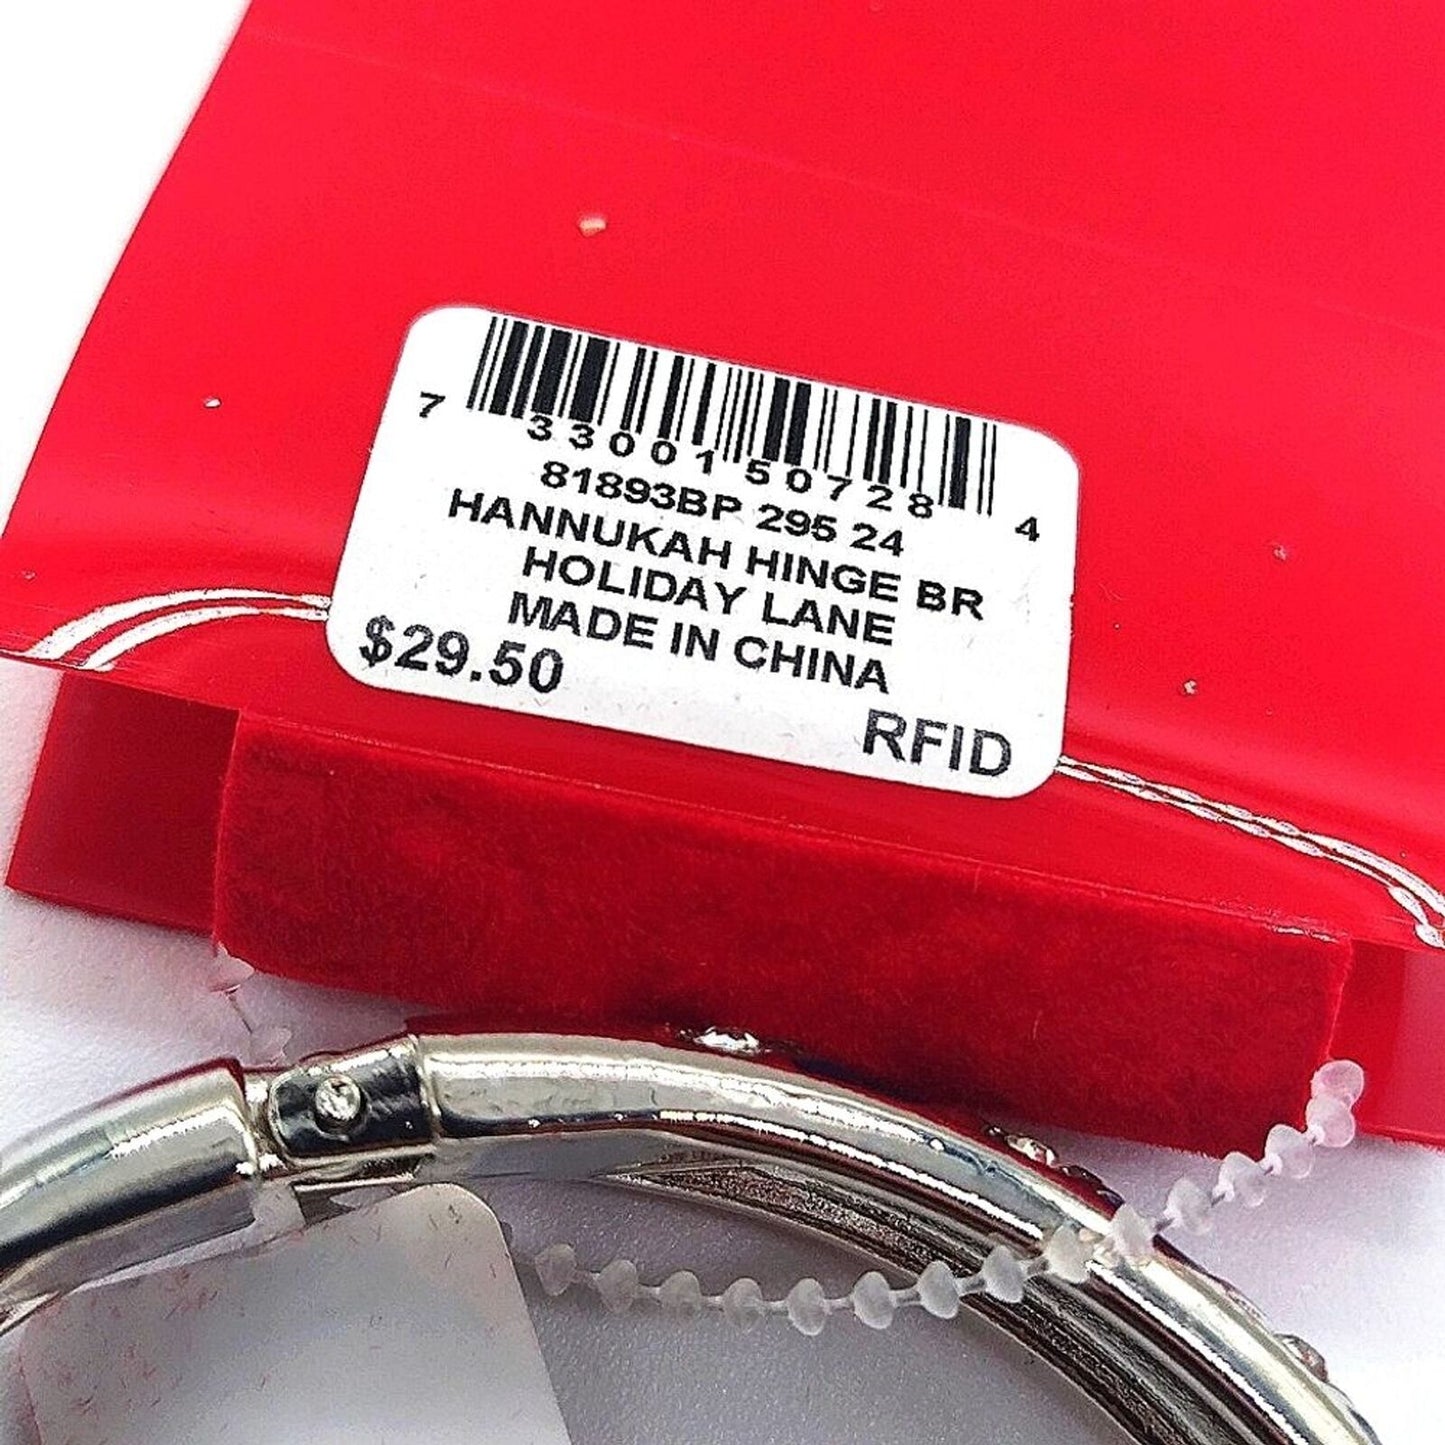 7 33001 50728 4
81893BP 295 24
HANNUKAH HINGE BR
HOLIDAY LANE
MADE IN CHINA
$29.50
RFID